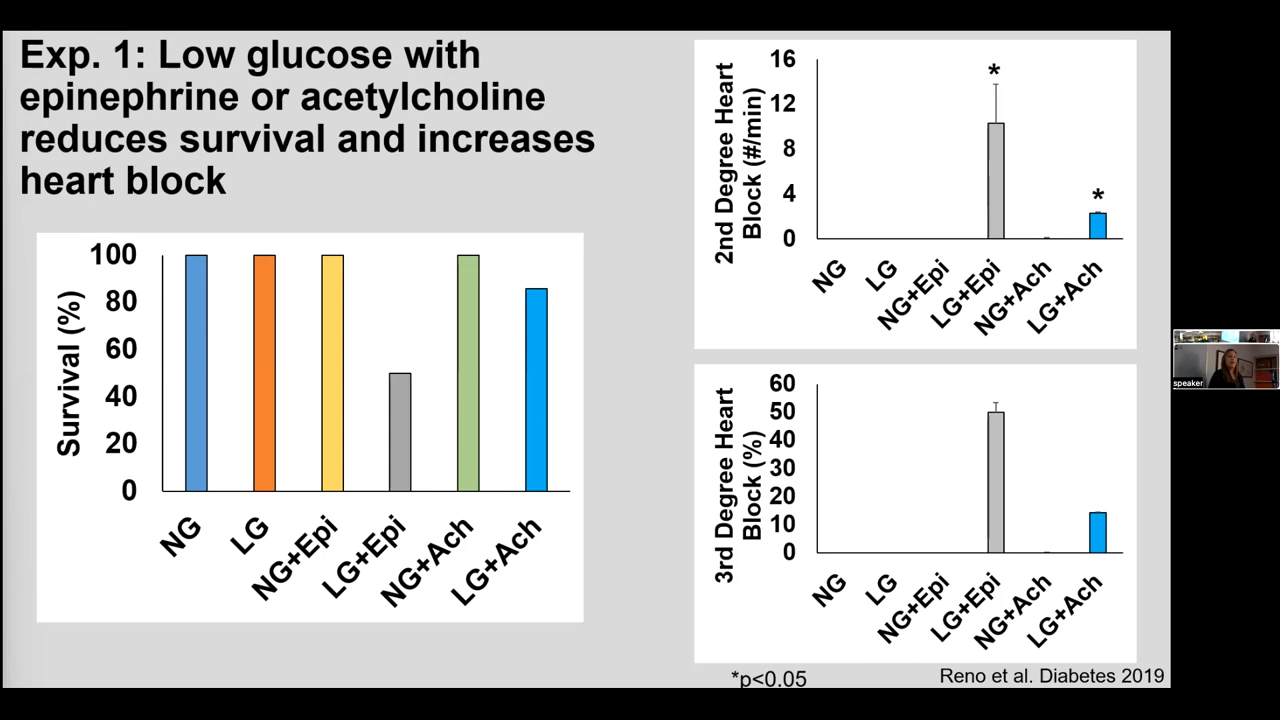 Exp. 1: Low glucose with
epinephrine or acetylcholine
reduces survival and increases
heart block
Survival (%)
100
80
60
40
20
0
NG
LG
NG+Epi
LG+Epi
NG+Ach
LG+Ach
2nd Degree Heart
Block (#/min)
16
12
8
4
0
*
*
NG
LG
NG+Epi
LG+Epi
NG+Ach
LG+Ach
3rd Degree Heart
Block (%)
60
50
40
30
20
10
0
NG
LG
NG+Epi
LG+Epi
NG+Ach
LG+Ach
*p<0.05
Reno et al. Diabetes 2019
speaker